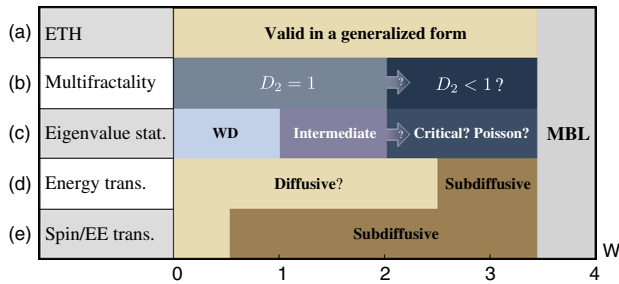 (a) ETH Valid in a generalized form
(b) Multifractality D₂ = 1 ? D₂ < 1 ?
(c) Eigenvalue stat. WD Intermediate ? Critical? Poisson? MBL
(d) Energy trans. Diffusive? Subdiffusive
(e) Spin/EE trans. Subdiffusive
0 1 2 3 4 W